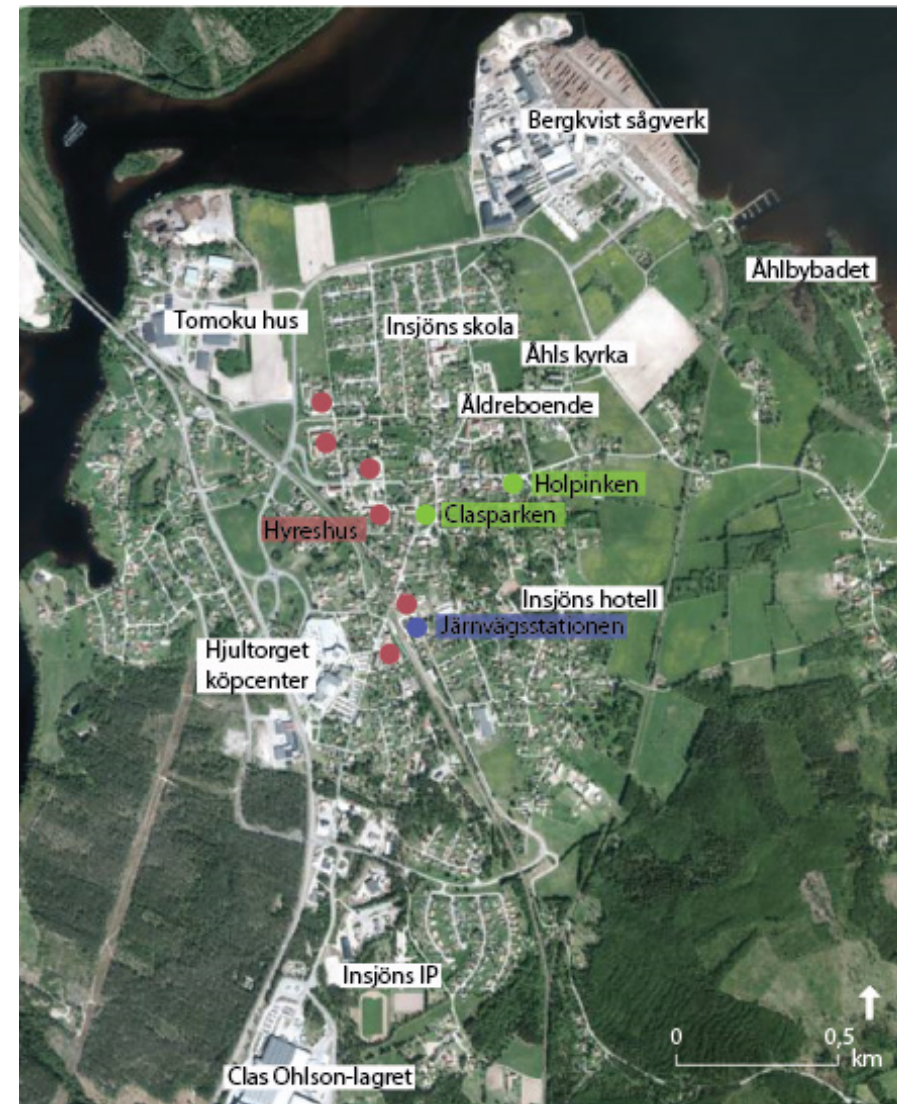 Bergkvist sågverk
Åhlbybadet
Tomoku hus
Insjöns skola
Åhls kyrka
Äldreboende
Holpinken
Clasparken
Hyreshus
Insjöns hotell
Järnvägsstationen
Hjultorget
köpcenter
Insjöns IP
0 0,5
km
Clas Ohlson-lagret